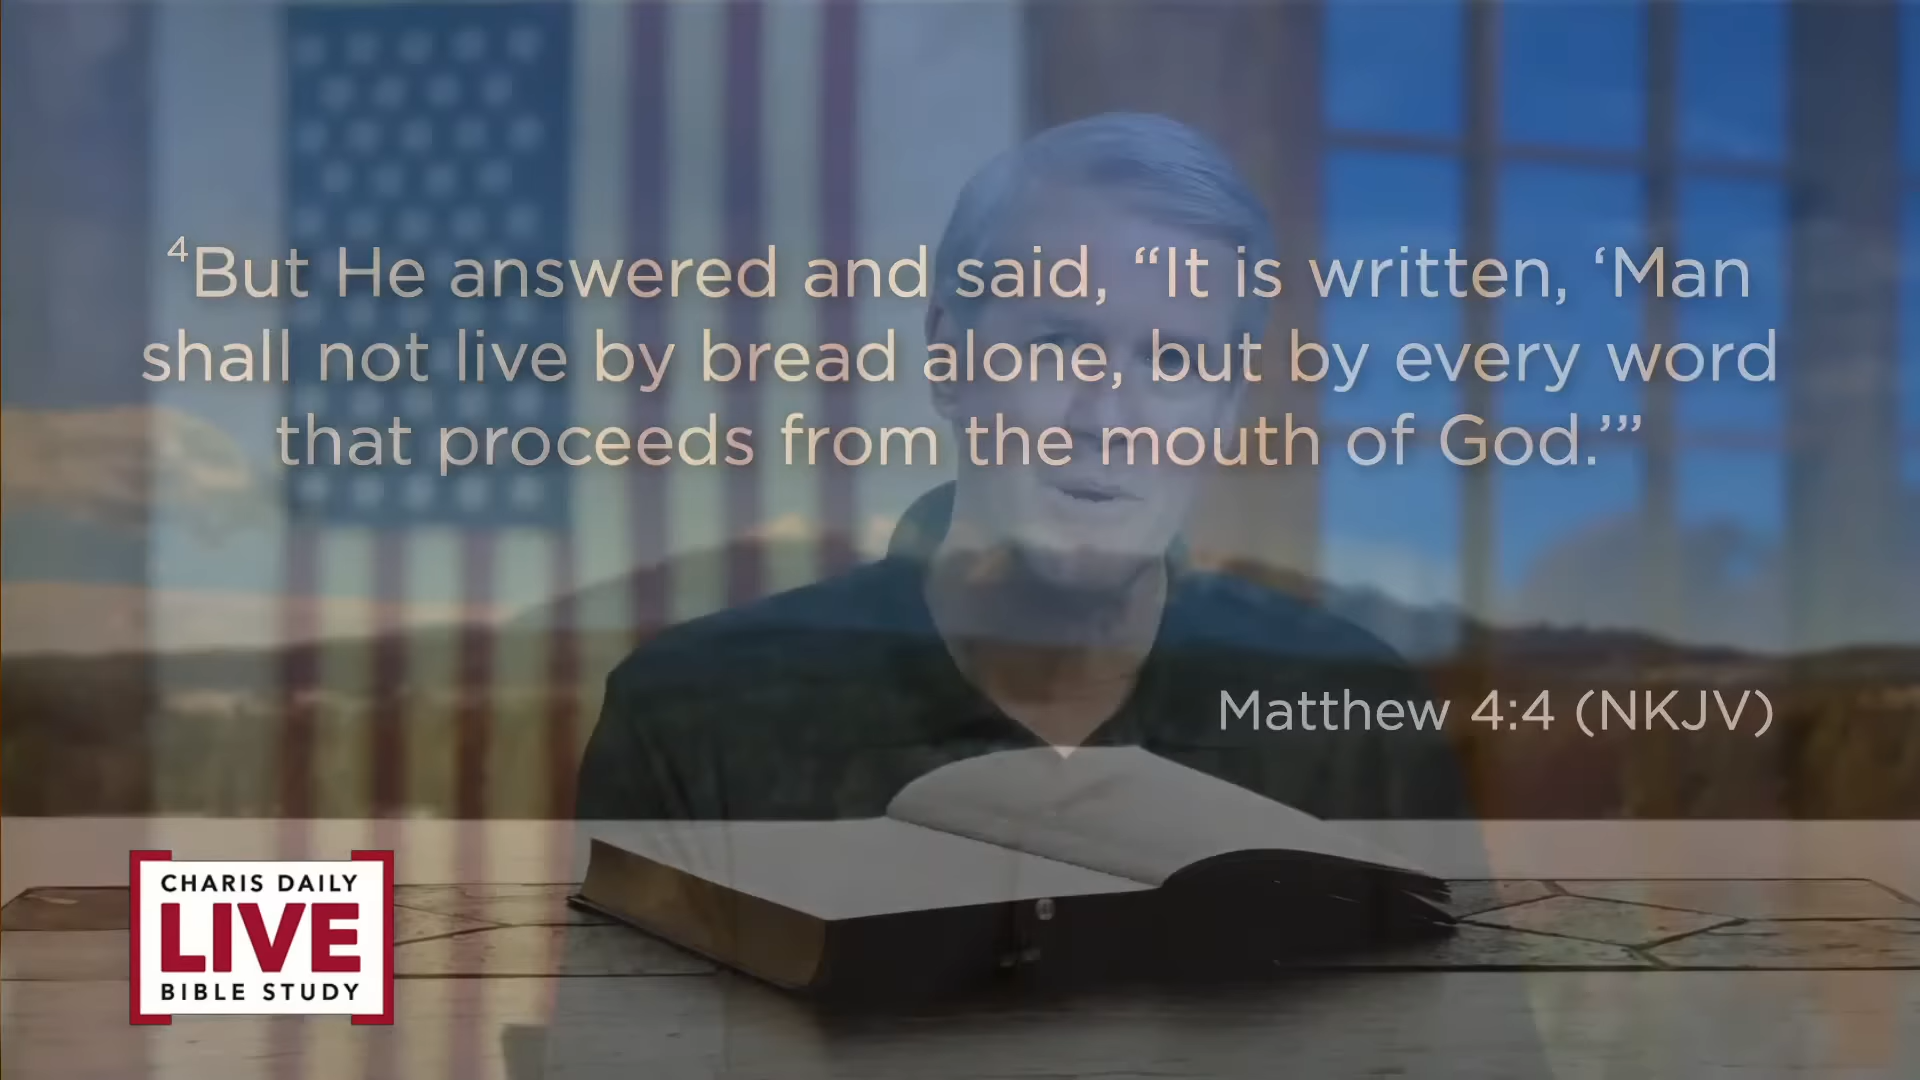 ⁴But He answered and said, “It is written, ‘Man
shall not live by bread alone, but by every word
that proceeds from the mouth of God.’”
Matthew 4:4 (NKJV)
CHARIS DAILY
LIVE
BIBLE STUDY